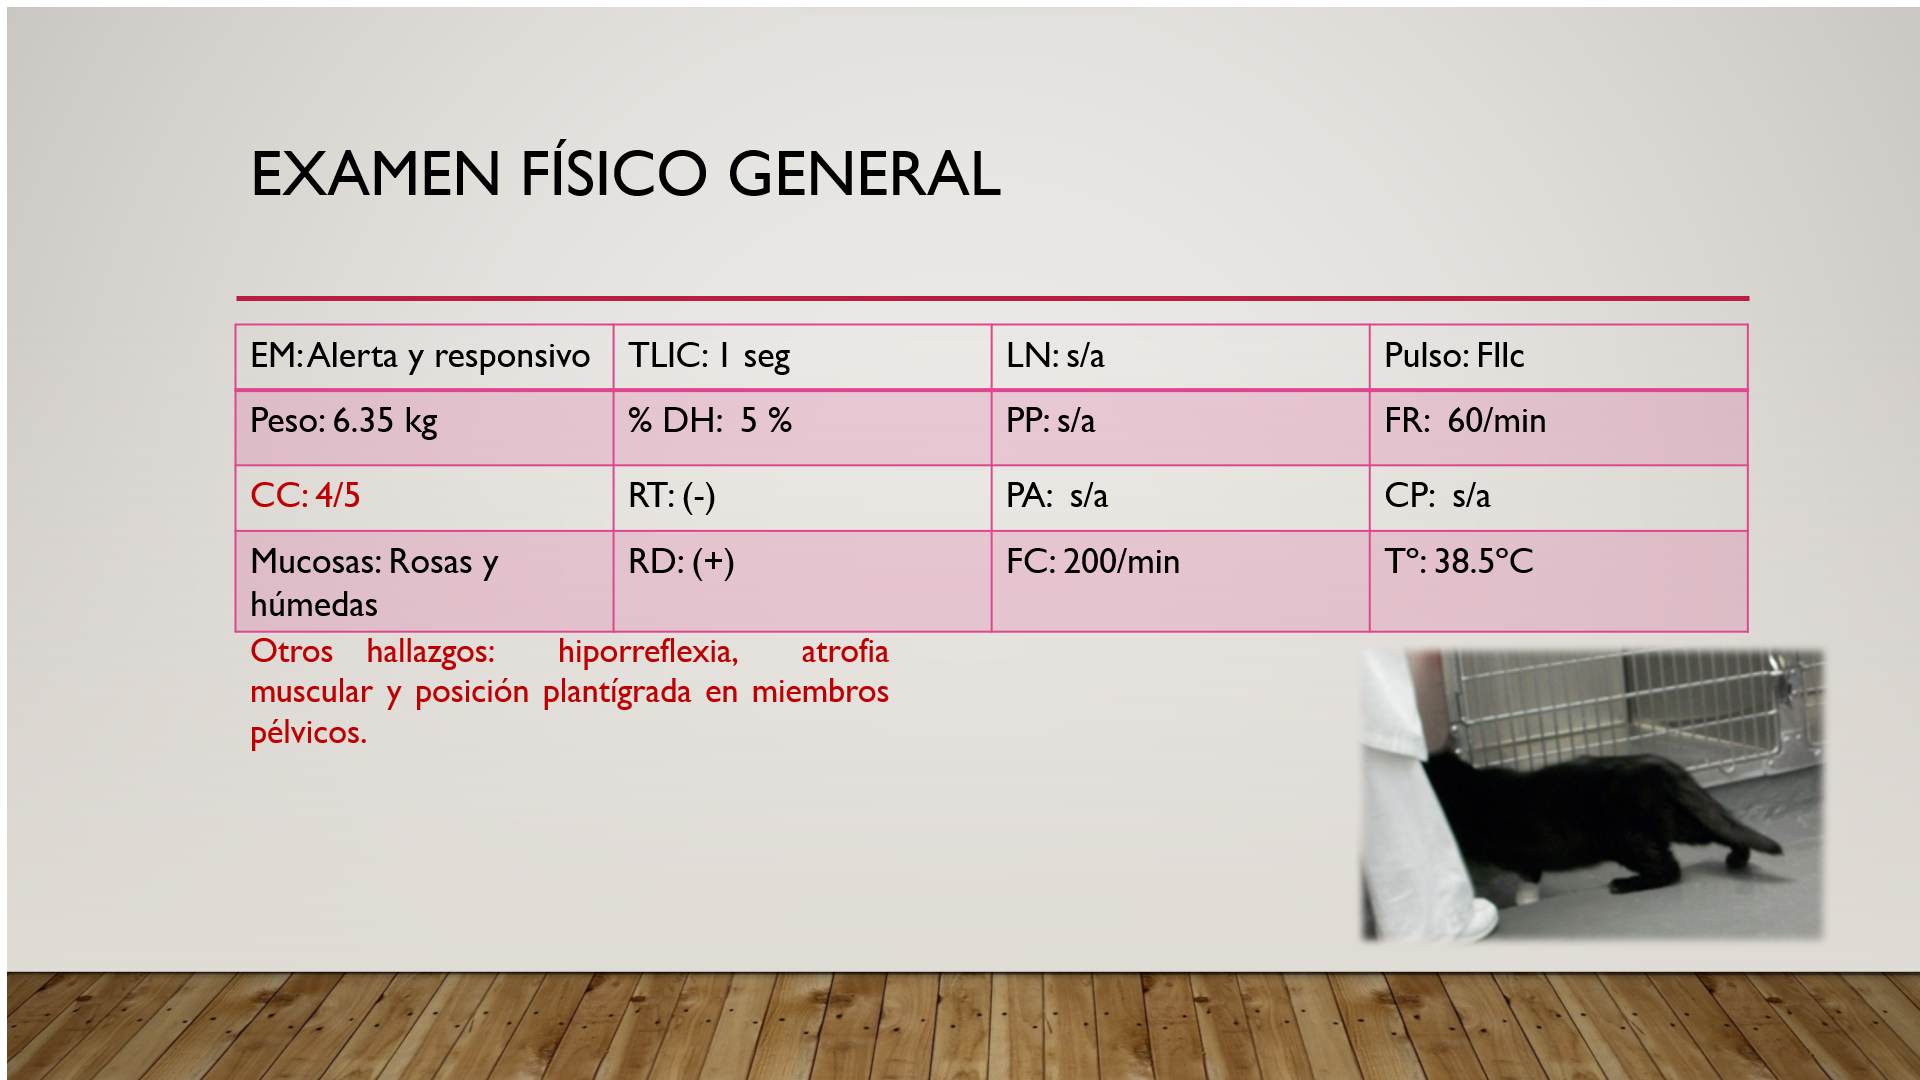 EXAMEN FÍSICO GENERAL
EM: Alerta y responsivo
TLIC: 1 seg
LN: s/a
Pulso: FIIc
Peso: 6.35 kg
% DH: 5 %
PP: s/a
FR: 60/min
CC: 4/5
RT: (-)
PA: s/a
CP: s/a
Mucosas: Rosas y
húmedas
RD: (+)
FC: 200/min
Tº: 38.5ºC
Otros hallazgos: hiporreflexia, atrofia
muscular y posición plantígrada en miembros
pélvicos.